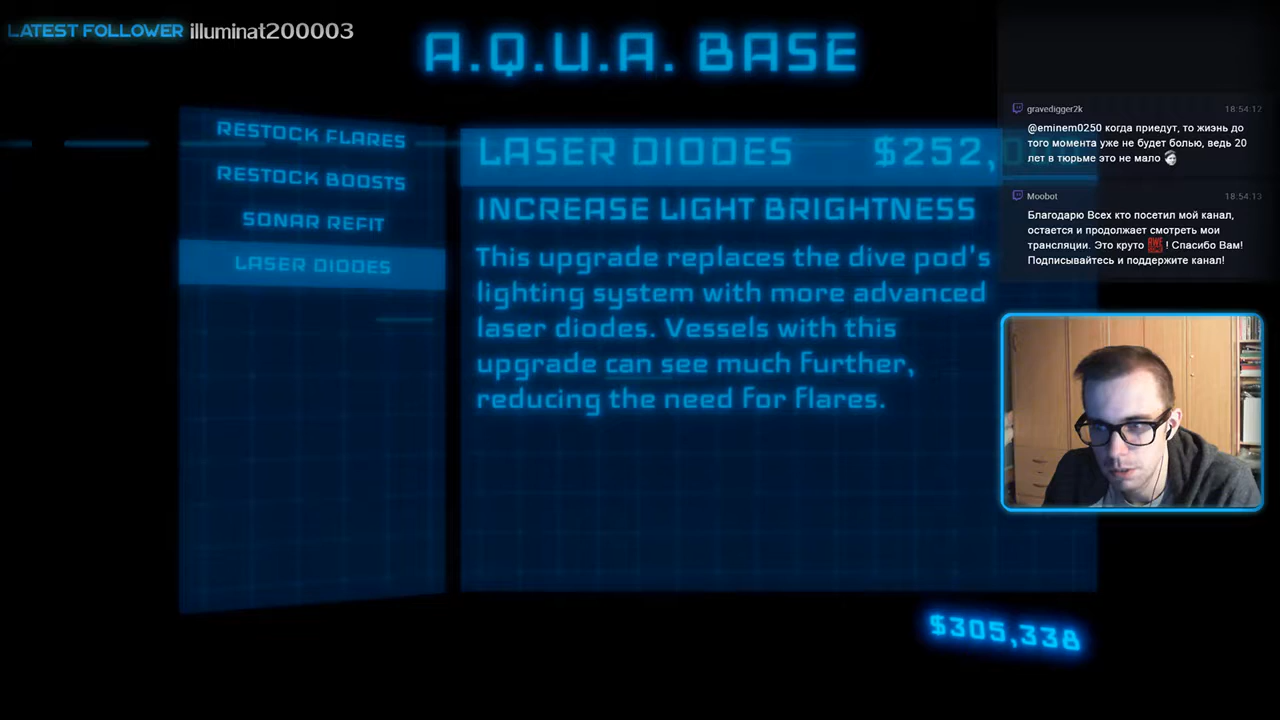 LATEST FOLLOWER illuminat200003
A.Q.U.A. BASE
RESTOCK FLARES
RESTOCK BOOSTS
SONAR REFIT
LASER DIODES
LASER DIODES $252,0
INCREASE LIGHT BRIGHTNESS
This upgrade replaces the dive pod's
lighting system with more advanced
laser diodes. Vessels with this
upgrade can see much further,
reducing the need for flares.
$305,338
gravedigger2k 18:54:12
@eminem0250 когда приедут, то жизнь до
того момента уже не будет болью, ведь 20
лет в тюрьме это не мало
Moobot 18:54:13
Благодарю Всех кто посетил мой канал,
остается и продолжает смотреть мои
трансляции. Это круто ! Спасибо Вам!
Подписывайтесь и поддержите канал!